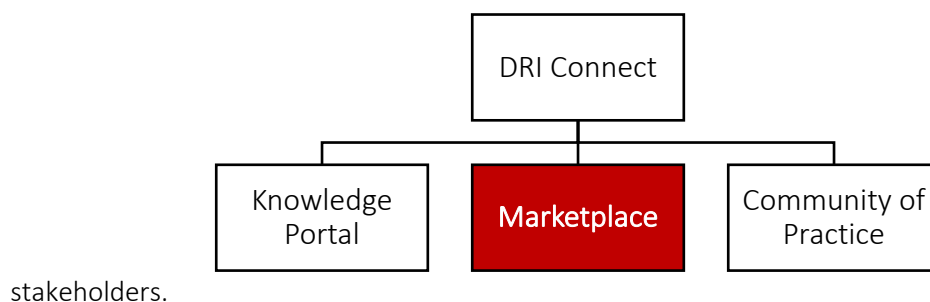 DRI Connect
Knowledge
Portal
Marketplace
Community of
Practice
stakeholders.